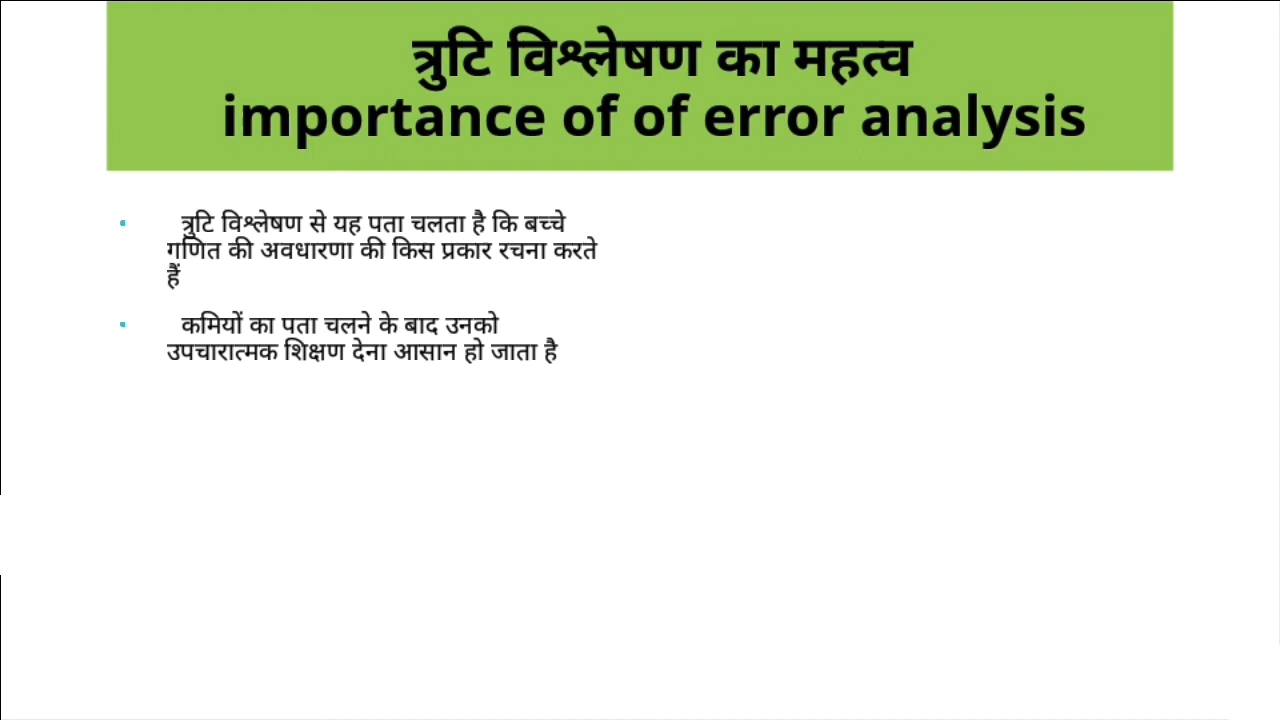 त्रुटि विश्लेषण का महत्व
importance of of error analysis
त्रुटि विश्लेषण से यह पता चलता है कि बच्चे
गणित की अवधारणा की किस प्रकार रचना करते
हैं
कमियों का पता चलने के बाद उनको
उपचारात्मक शिक्षण देना आसान हो जाता है